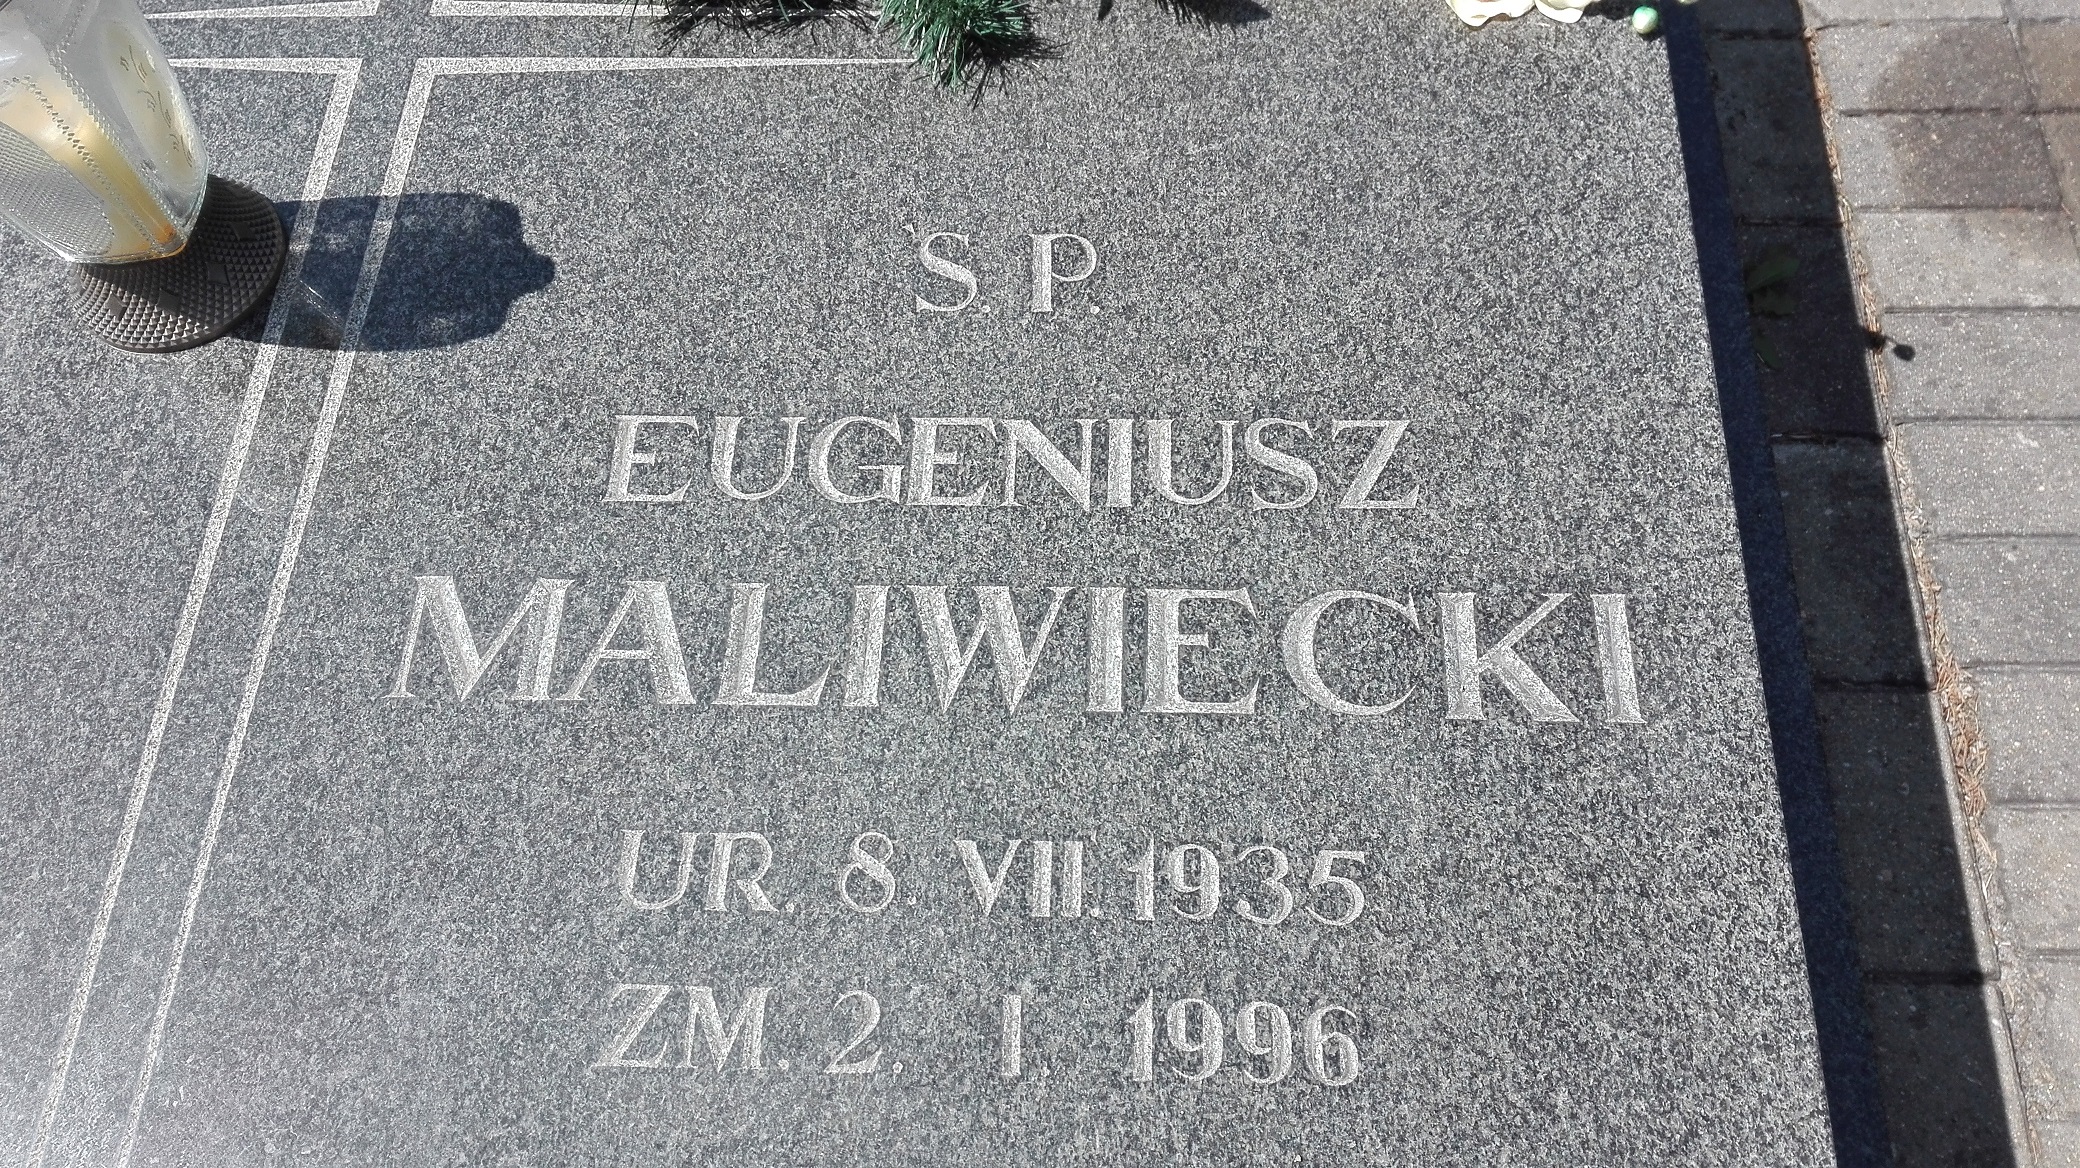 Ś. P.
EUGENIUSZ
MALIWIECKI
UR. 8. VII. 1935
ZM. 2. I 1996